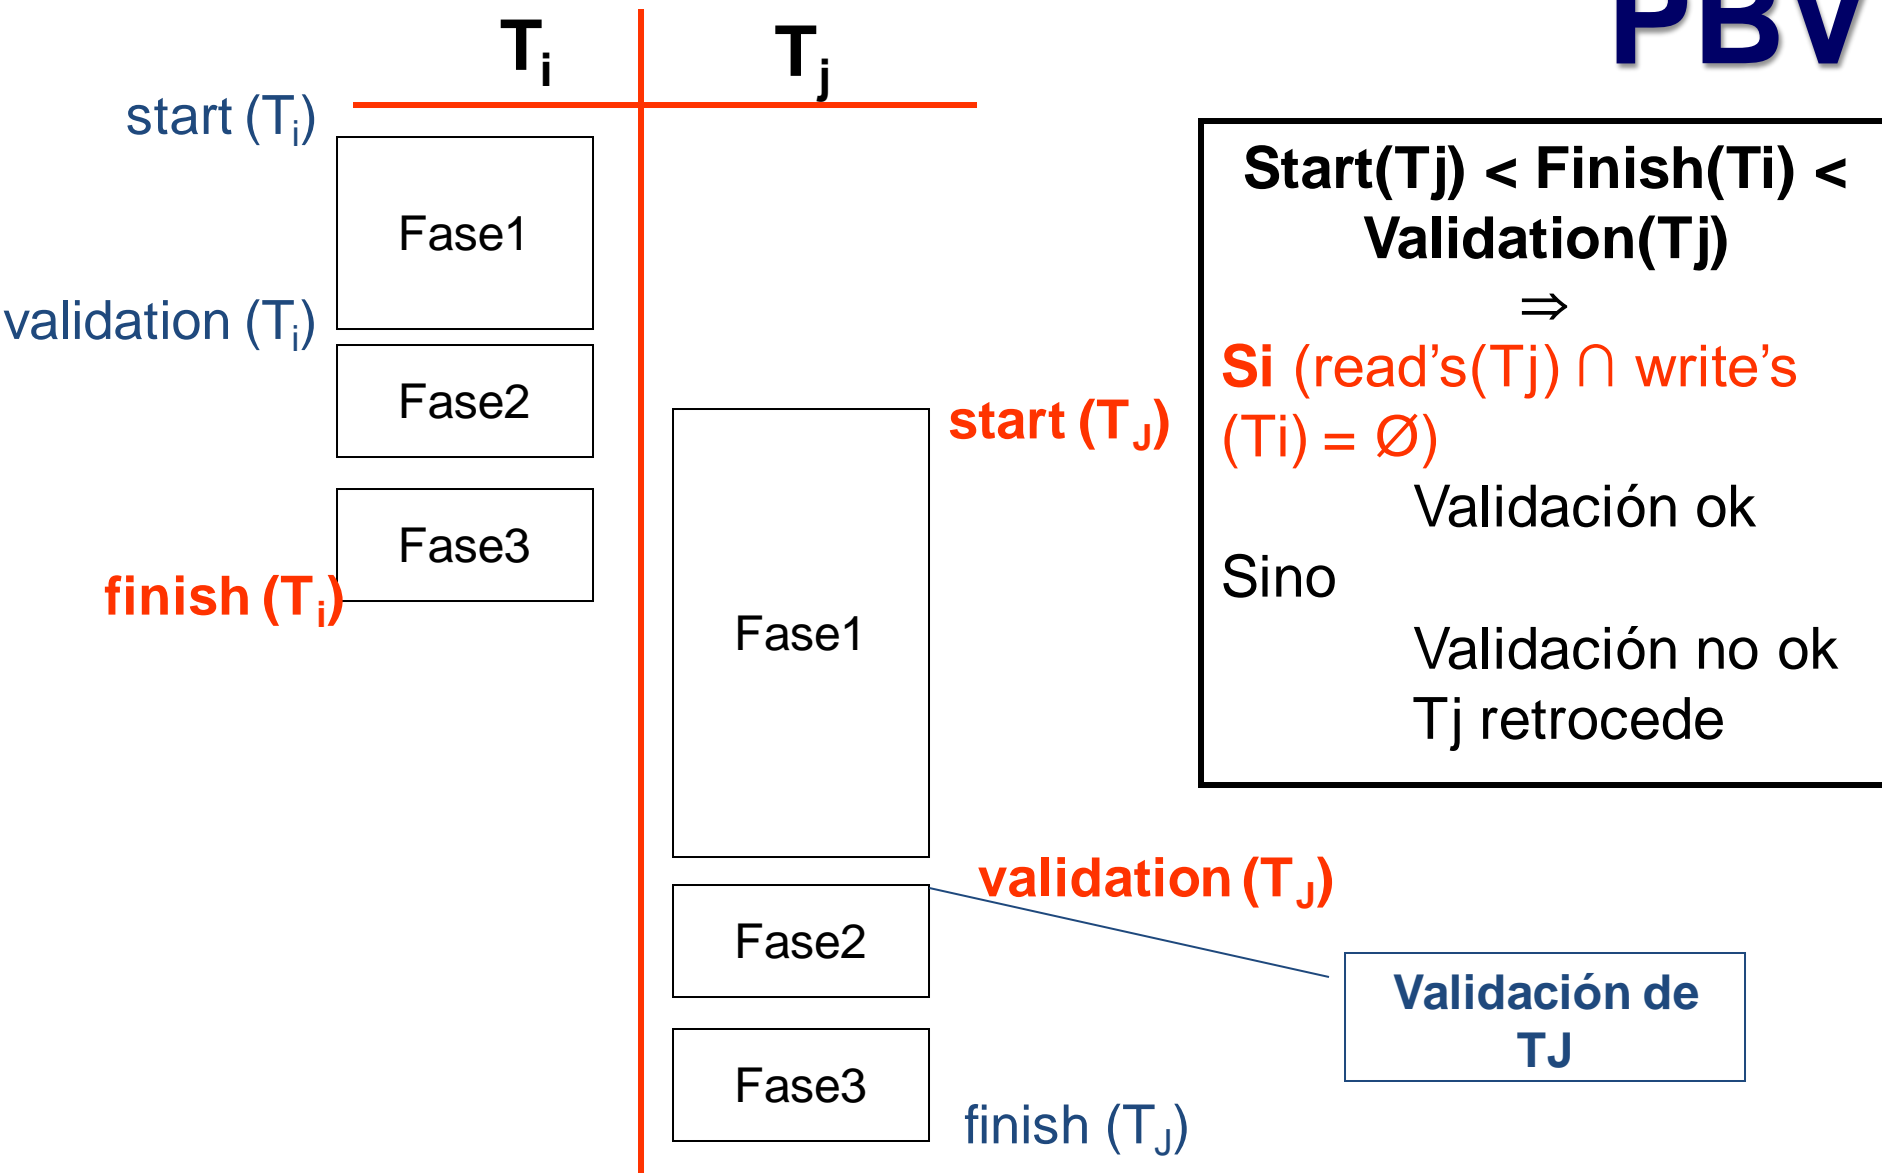 PBV
Ti
Tj
start (Ti)
Fase1
validation (Ti)
Fase2
Fase3
finish (Ti)
start (TJ)
Fase1
validation (TJ)
Fase2
Fase3
finish (TJ)
Start(Tj) < Finish(Ti) <
Validation(Tj)
⇒
Si (read’s(Tj) ∩ write’s
(Ti) = Ø)
Validación ok
Sino
Validación no ok
Tj retrocede
Validación de
TJ